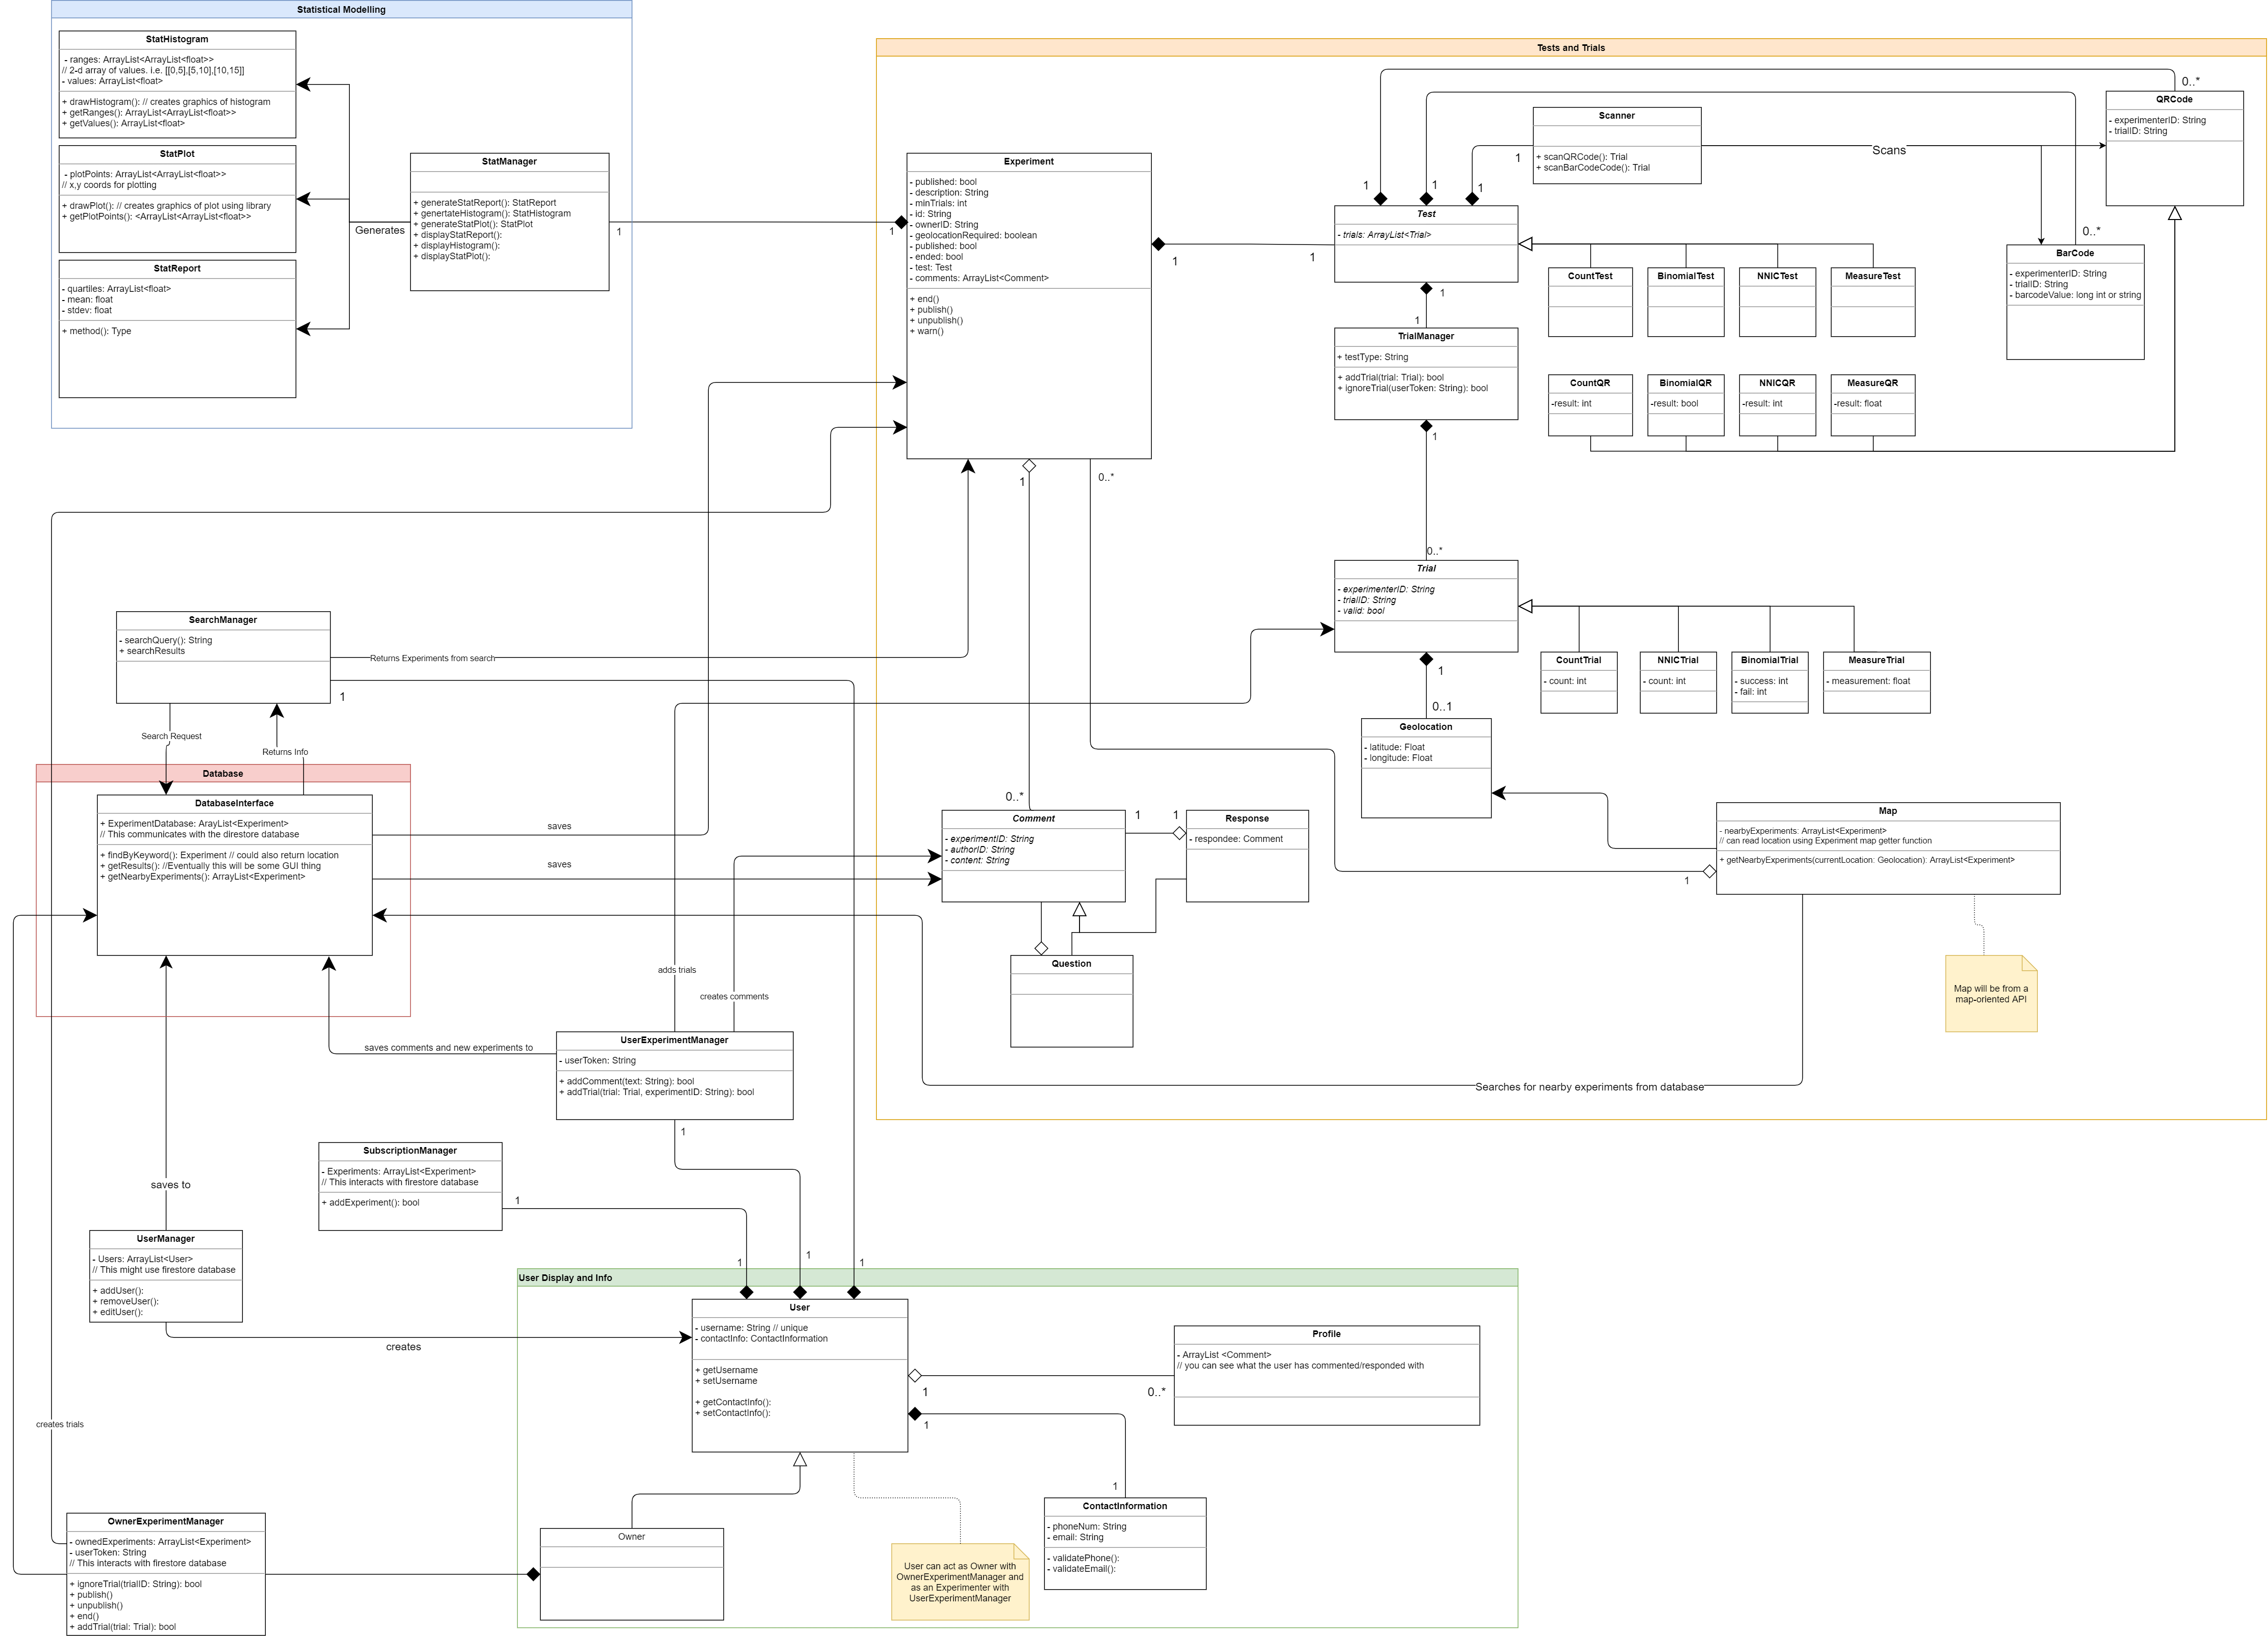 Statistical Modelling
StatHistogram
- ranges: ArrayList<ArrayList<float>>
// 2-d array of values. i.e. [[0,5],[5,10],[10,15]]
- values: ArrayList<float>
+ drawHistogram(): // creates graphics of histogram
+ getRanges(): ArrayList<ArrayList<float>>
+ getValues(): ArrayList<float>
StatPlot
- plotPoints: ArrayList<ArrayList<float>>
// x,y coords for plotting
+ drawPlot(): // creates graphics of plot using library
+ getPlotPoints(): <ArrayList<ArrayList<float>>
StatReport
- quartiles: ArrayList<float>
- mean: float
- stdev: float
+ method(): Type
Generates
StatManager
+ generateStatReport(): StatReport
+ genertateHistogram(): StatHistogram
+ generateStatPlot(): StatPlot
+ displayStatReport():
+ displayHistogram():
+ displayStatPlot():
1
1
Tests and Trials
Experiment
- published: bool
- description: String
- minTrials: int
- id: String
- ownerID: String
- geolocationRequired: boolean
- published: bool
- ended: bool
- test: Test
- comments: ArrayList<Comment>
+ end()
+ publish()
+ unpublish()
+ warn()
1
1
1
0..*
1
1
1
1
Test
- trials: ArrayList<Trial>
Scanner
+ scanQRCode(): Trial
+ scanBarCodeCode(): Trial
Scans
0..*
QRCode
- experimenterID: String
- trialID: String
0..*
BarCode
- experimenterID: String
- trialID: String
- barcodeValue: long int or string
CountTest
BinomialTest
NNICTest
MeasureTest
1
1
TrialManager
+ testType: String
+ addTrial(trial: Trial): bool
+ ignoreTrial(userToken: String): bool
CountQR
-result: int
BinomialQR
-result: bool
NNICQR
-result: int
MeasureQR
-result: float
1
0..*
Trial
- experimenterID: String
- trialID: String
- valid: bool
CountTrial
- count: int
NNICTrial
- count: int
BinomialTrial
- success: int
- fail: int
MeasureTrial
- measurement: float
1
0..1
Geolocation
- latitude: Float
- longitude: Float
Map
- nearbyExperiments: ArrayList<Experiment>
// can read location using Experiment map getter function
+ getNearbyExperiments(currentLocation: Geolocation): ArrayList<Experiment>
1
Map will be from a
map-oriented API
Searches for nearby experiments from database
0..*
Comment
- experimentID: String
- authorID: String
- content: String
1
1
Response
- respondee: Comment
Question
SearchManager
- searchQuery(): String
+ searchResults
Returns Experiments from search
1
Search Request
Returns Info
Database
DatabaseInterface
+ ExperimentDatabase: ArayList<Experiment>
// This communicates with the direstore database
+ findByKeyword(): Experiment // could also return location
+ getResults(): //Eventually this will be some GUI thing
+ getNearbyExperiments(): ArrayList<Experiment>
saves
saves
adds trials
creates comments
saves comments and new experiments to
UserExperimentManager
- userToken: String
+ addComment(text: String): bool
+ addTrial(trial: Trial, experimentID: String): bool
1
SubscriptionManager
- Experiments: ArrayList<Experiment>
// This interacts with firestore database
+ addExperiment(): bool
1
saves to
UserManager
- Users: ArrayList<User>
// This might use firestore database
+ addUser():
+ removeUser():
+ editUser():
creates
1
1
1
User Display and Info
User
- username: String // unique
- contactInfo: ContactInformation
+ getUsername
+ setUsername
+ getContactInfo():
+ setContactInfo():
1
0..*
1
1
Profile
- ArrayList <Comment>
// you can see what the user has commented/responded with
ContactInformation
- phoneNum: String
- email: String
- validatePhone():
- validateEmail():
Owner
User can act as Owner with
OwnerExperimentManager and
as an Experimenter with
UserExperimentManager
creates trials
OwnerExperimentManager
- ownedExperiments: ArrayList<Experiment>
- userToken: String
// This interacts with firestore database
+ ignoreTrial(trialID: String): bool
+ publish()
+ unpublish()
+ end()
+ addTrial(trial: Trial): bool